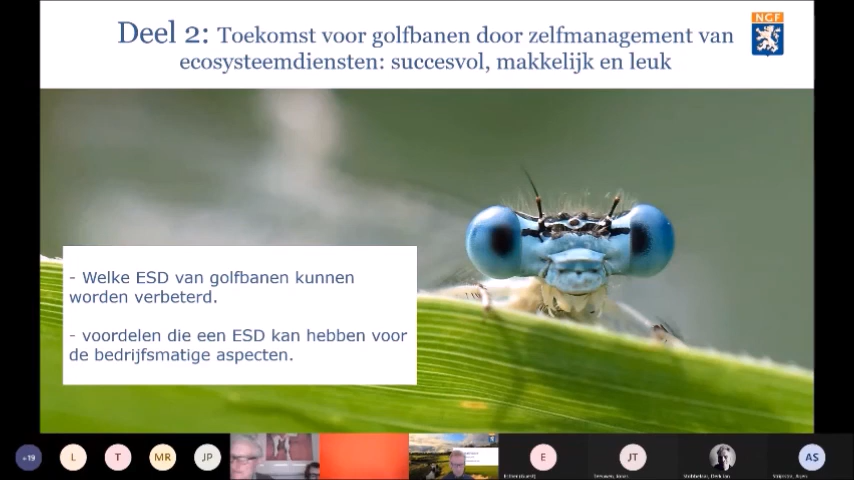 Deel 2: Toekomst voor golfbanen door zelfmanagement van
ecosysteemdiensten: succesvol, makkelijk en leuk
NGF
- Welke ESD van golfbanen kunnen
worden verbeterd.
- voordelen die een ESD kan hebben voor
de bedrijfsmatige aspecten.
+19
L
T
MR
JP
E
JT
AS